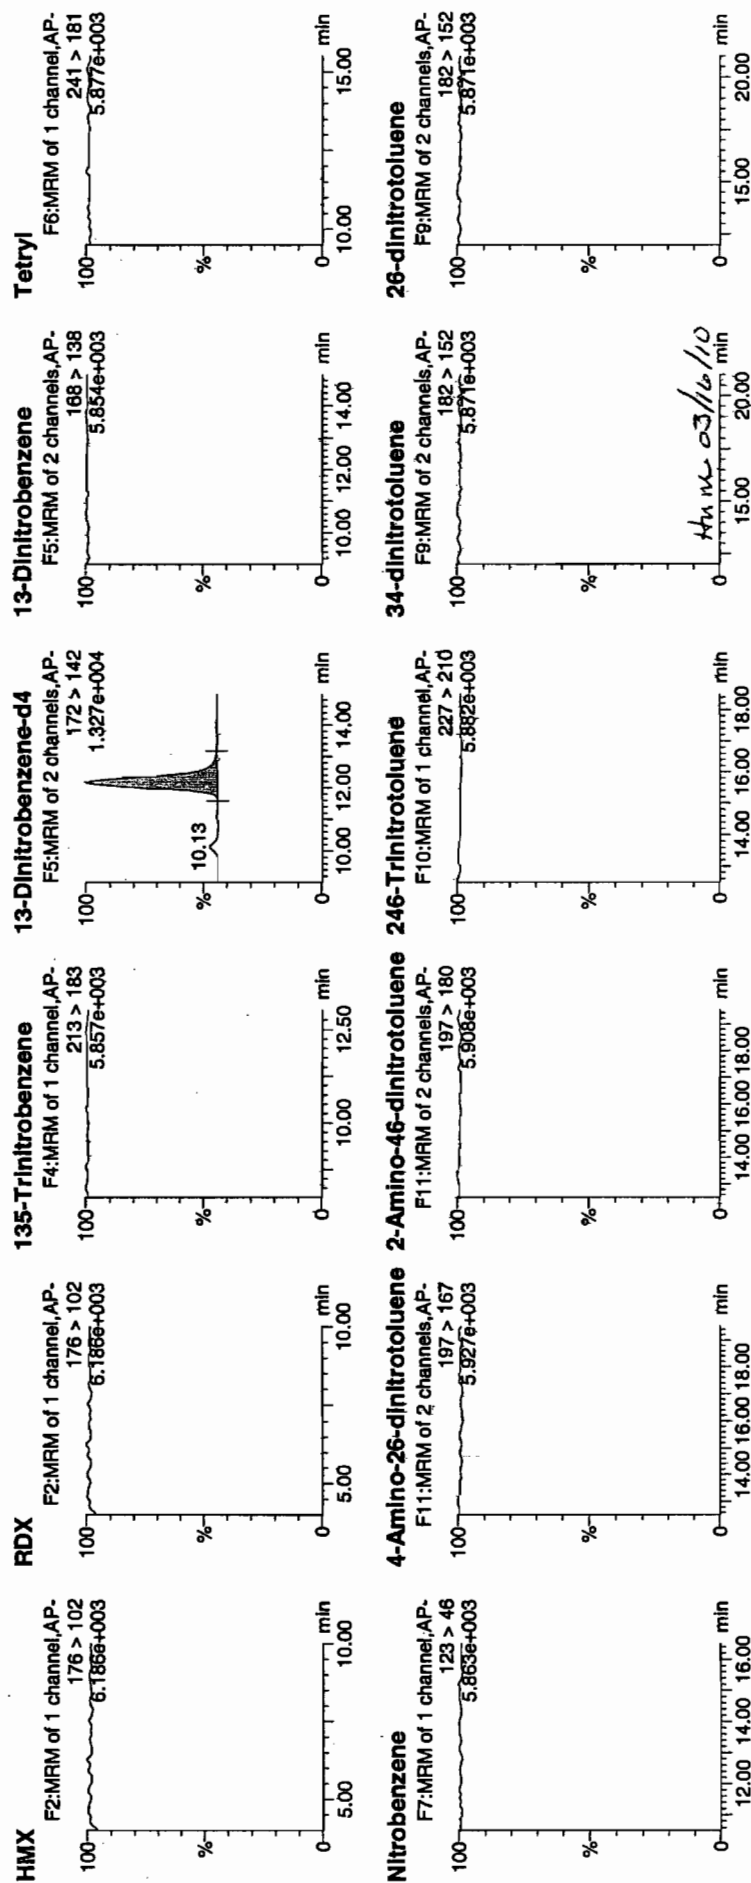 HMX
F2:MRM of 1 channel,AP-
176 > 102
6.186e+003
100
%
0
5.00
10.00
min
RDX
F2:MRM of 1 channel,AP-
176 > 102
6.186e+003
100
%
0
5.00
10.00
min
135-Trinitrobenzene
F4:MRM of 1 channel,AP-
213 > 183
5.857e+003
100
%
0
10.00
12.50
min
13-Dinitrobenzene-d4
F5:MRM of 2 channels,AP-
172 > 142
1.327e+004
100
10.13
%
0
10.00
12.00
14.00
min
13-Dinitrobenzene
F5:MRM of 2 channels,AP-
168 > 138
5.854e+003
100
%
0
10.00
12.00
14.00
min
Tetryl
F6:MRM of 1 channel,AP-
241 > 181
5.877e+003
100
%
0
10.00
15.00
min
Nitrobenzene
F7:MRM of 1 channel,AP-
123 > 46
5.863e+003
100
%
0
12.00
14.00
16.00
min
4-Amino-26-dinitrotoluene
F11:MRM of 2 channels,AP-
197 > 167
5.927e+003
100
%
0
14.00
16.00
18.00
min
2-Amino-46-dinitrotoluene
F11:MRM of 2 channels,AP-
197 > 180
5.908e+003
100
%
0
14.00
16.00
18.00
min
246-Trinitrotoluene
F10:MRM of 1 channel,AP-
227 > 210
5.882e+003
100
%
0
14.00
16.00
18.00
min
34-dinitrotoluene
F9:MRM of 2 channels,AP-
182 > 152
5.871e+003
100
%
0
15.00
20.00
min
03/16/10
26-dinitrotoluene
F9:MRM of 2 channels,AP-
182 > 152
5.871e+003
100
%
0
15.00
20.00
min